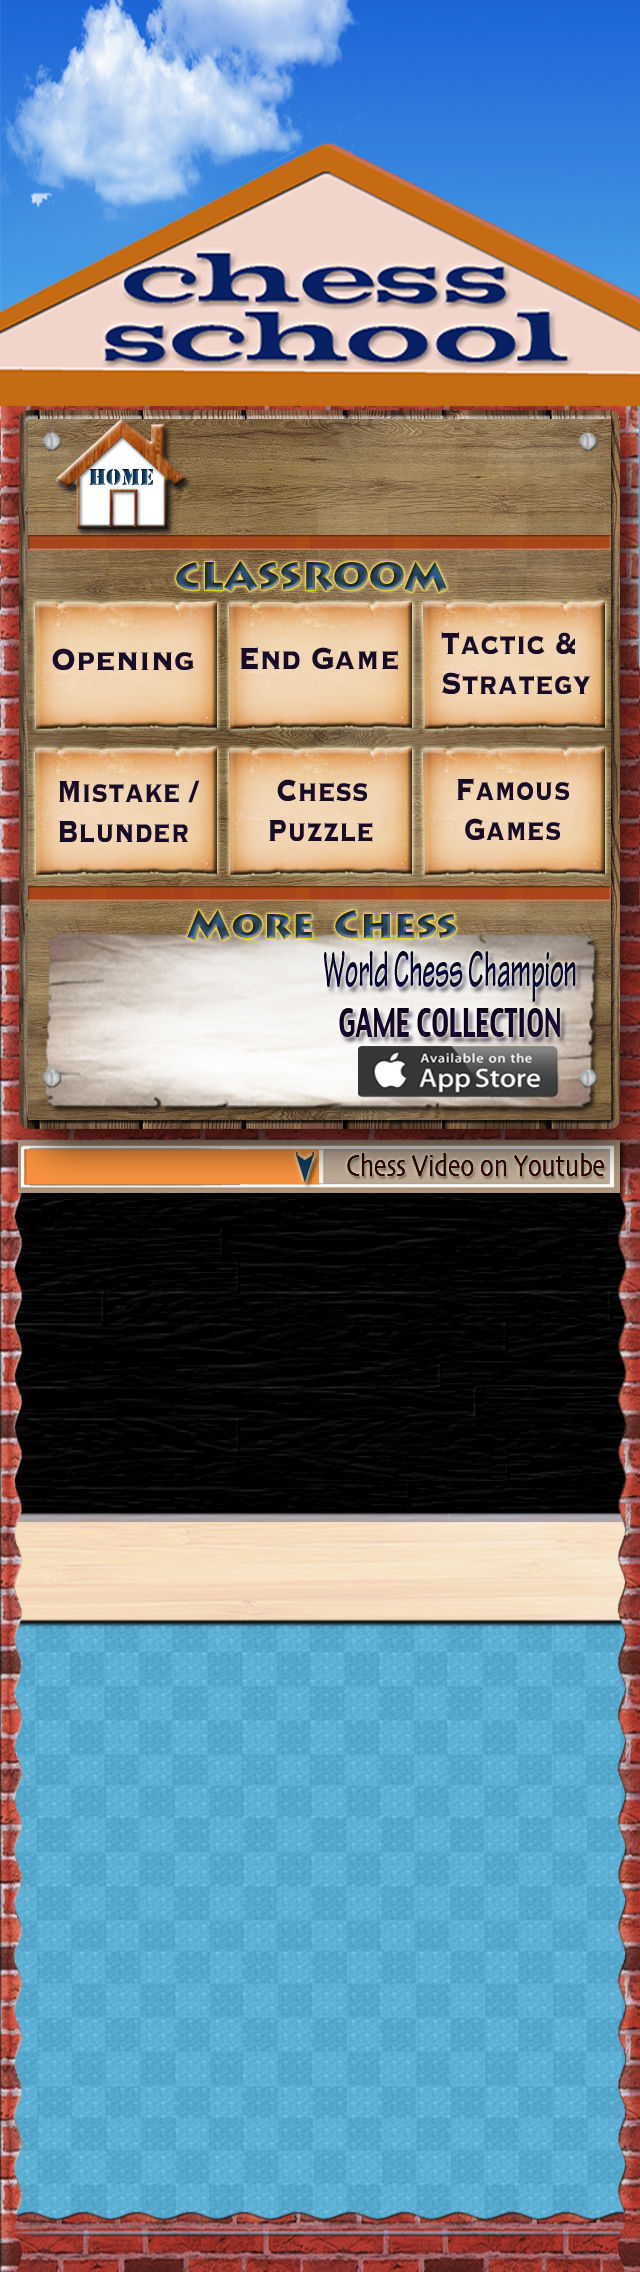 chess
school
HOME
CLASSROOM
OPENING
END GAME
TACTIC &
STRATEGY
MISTAKE /
BLUNDER
CHESS
PUZZLE
FAMOUS
GAMES
MORE CHESS
World Chess Champion
GAME COLLECTION
Available on the
App Store
Chess Video on Youtube